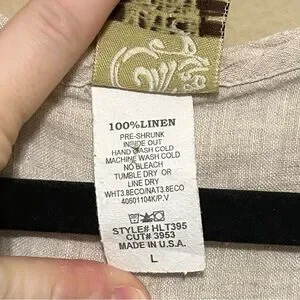 100%LINEN
PRE-SHRUNK
INSIDE OUT
HAND WASH COLD
MACHINE WASH COLD
NO BLEACH
TUMBLE DRY OR
LINE DRY
WHT3.8ECO/NAT3.8ECO
40501104K/P.V
STYLE# HLT395
CUT# 3953
MADE IN U.S.A.
L